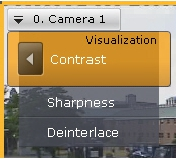 0. Camera 1
Visualization
Contrast
Sharpness
Deinterlace